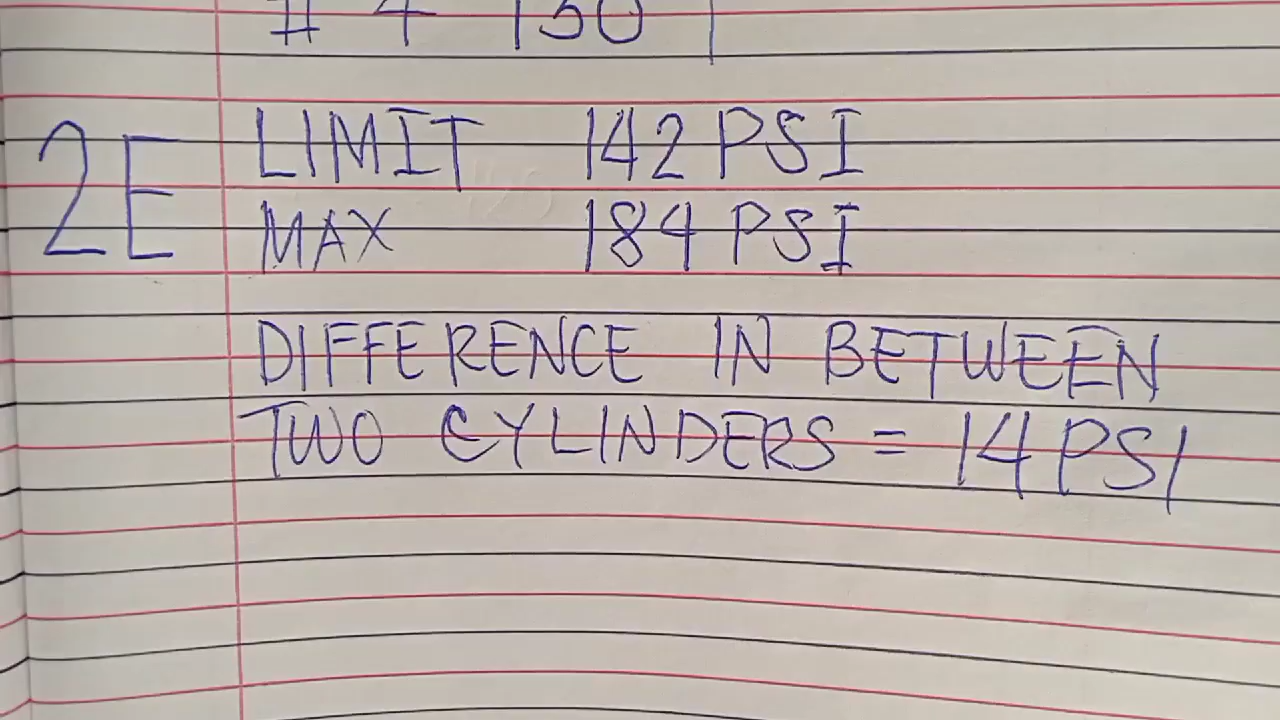 # 4 130
2E LIMIT 142 PSI
MAX 184 PSI
DIFFERENCE IN BETWEEN
TWO CYLINDERS = 14 PSI